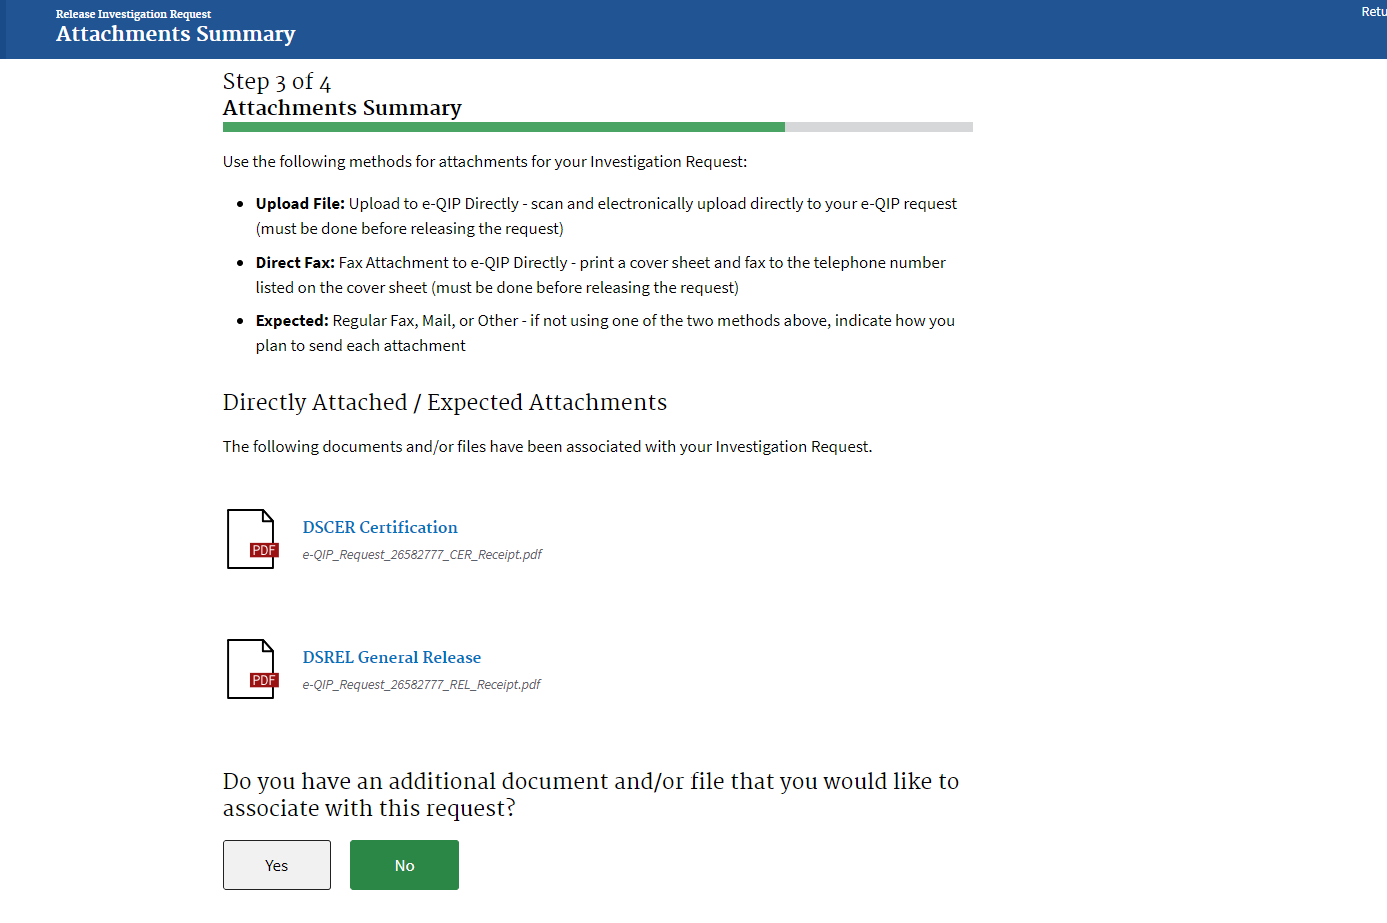 Release Investigation Request
Attachments Summary
Step 3 of 4
Attachments Summary
Use the following methods for attachments for your Investigation Request:
• Upload File: Upload to e-QIP Directly - scan and electronically upload directly to your e-QIP request
(must be done before releasing the request)
• Direct Fax: Fax Attachment to e-QIP Directly - print a cover sheet and fax to the telephone number
listed on the cover sheet (must be done before releasing the request)
• Expected: Regular Fax, Mail, or Other - if not using one of the two methods above, indicate how you
plan to send each attachment
Directly Attached / Expected Attachments
The following documents and/or files have been associated with your Investigation Request.
DSCER Certification
PDF
e-QIP_Request_26582777_CER_Receipt.pdf
DSREL General Release
PDF
e-QIP_Request_26582777_REL_Receipt.pdf
Do you have an additional document and/or file that you would like to
associate with this request?
Yes
No